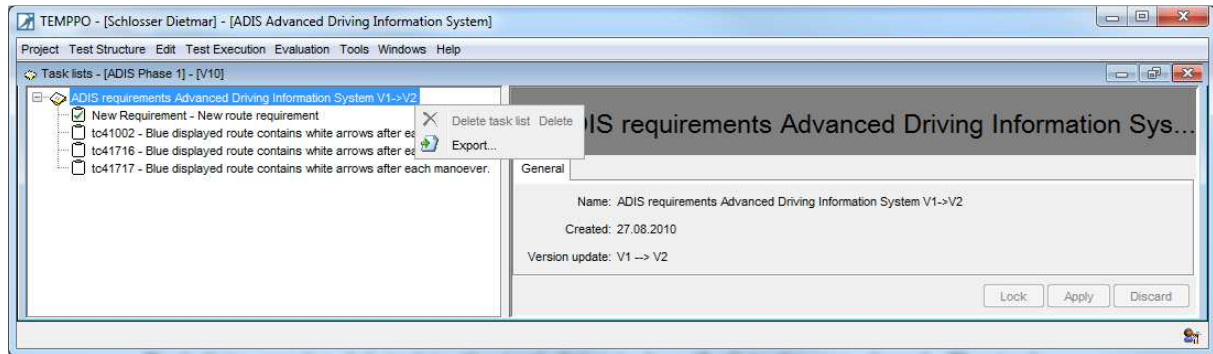 TEMPPO - [Schlosser Dietmar] - [ADIS Advanced Driving Information System]
Project Test Structure Edit Test Execution Evaluation Tools Windows Help
Task lists - [ADIS Phase 1] - [V10]
ADIS requirements Advanced Driving Information System V1->V2
New Requirement - New route requirement
tc41002 - Blue displayed route contains white arrows after
tc41716 - Blue displayed route contains white arrows after
tc41717 - Blue displayed route contains white arrows after each manoever.
Delete task list Delete
Export...
requirements Advanced Driving Information Sys...
General
Name: ADIS requirements Advanced Driving Information System V1->V2
Created: 27.08.2010
Version update: V1 --> V2
Lock Apply Discard